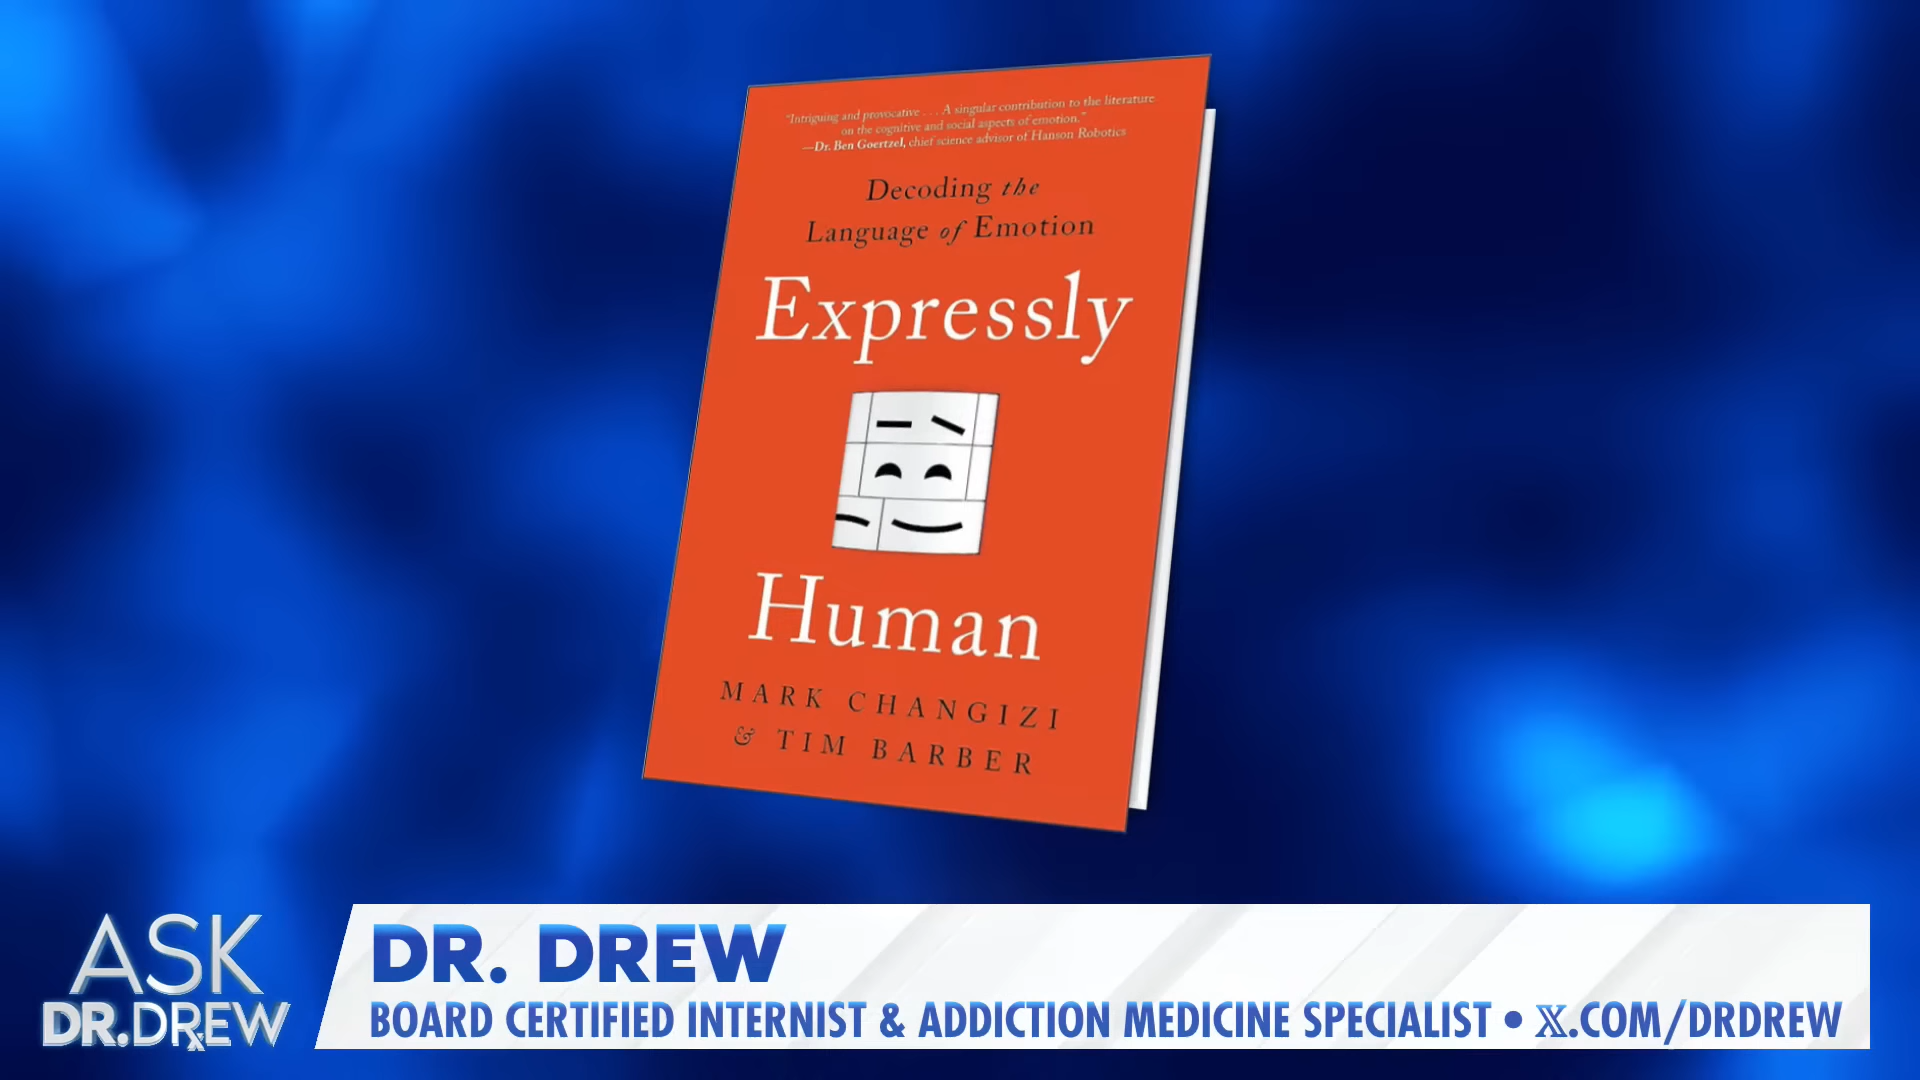 "Intriguing and provocative . . . A singular contribution to the literature
on the cognitive and social aspects of emotion."
—Dr. Ben Goertzel, chief science advisor of Hanson Robotics
Decoding the
Language of Emotion
Expressly
Human
MARK CHANGIZI
& TIM BARBER
ASK
DR.DREW
DR. DREW
BOARD CERTIFIED INTERNIST & ADDICTION MEDICINE SPECIALIST • X.COM/DRDREW